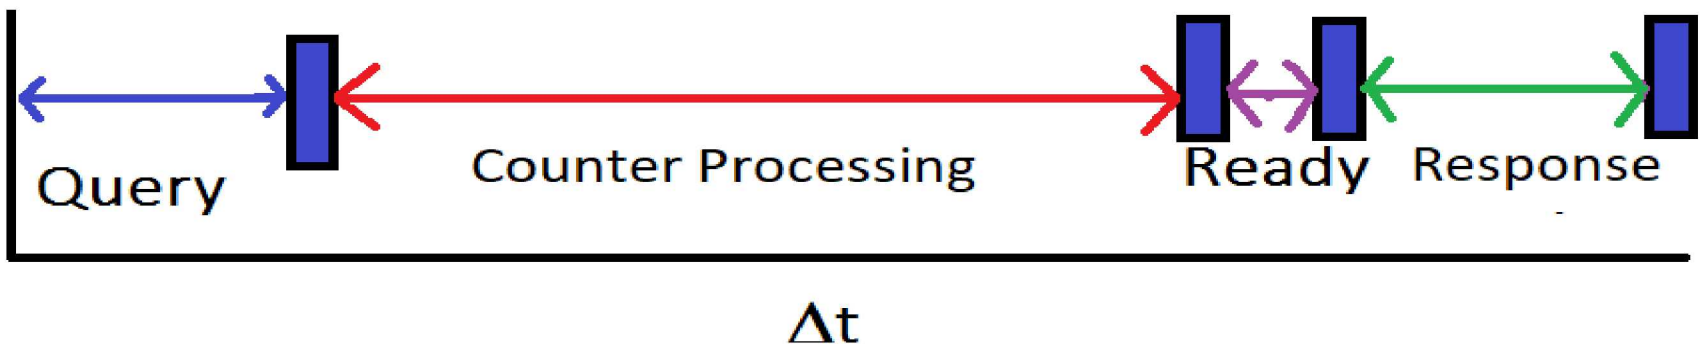 Query
Counter Processing
Ready
Response
Δt